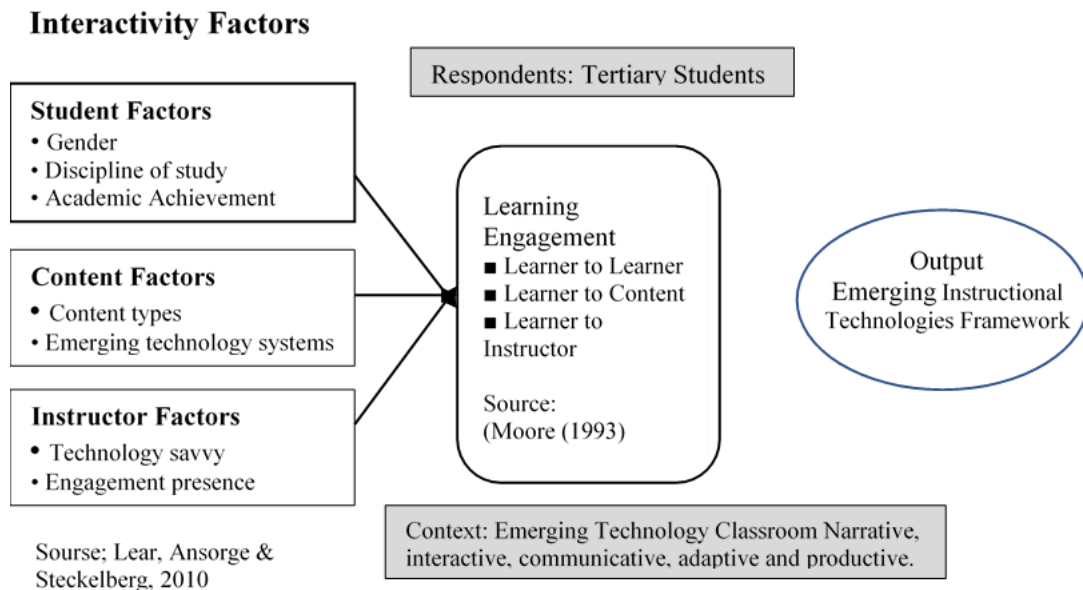 Interactivity Factors
Respondents: Tertiary Students
Student Factors
• Gender
• Discipline of study
• Academic Achievement
Content Factors
• Content types
• Emerging technology systems
Instructor Factors
• Technology savvy
• Engagement presence
Sourse; Lear, Ansorge &
Steckelberg, 2010
Learning
Engagement
■ Learner to Learner
■ Learner to Content
■ Learner to
Instructor
Source:
(Moore (1993)
Output
Emerging Instructional
Technologies Framework
Context: Emerging Technology Classroom Narrative,
interactive, communicative, adaptive and productive.